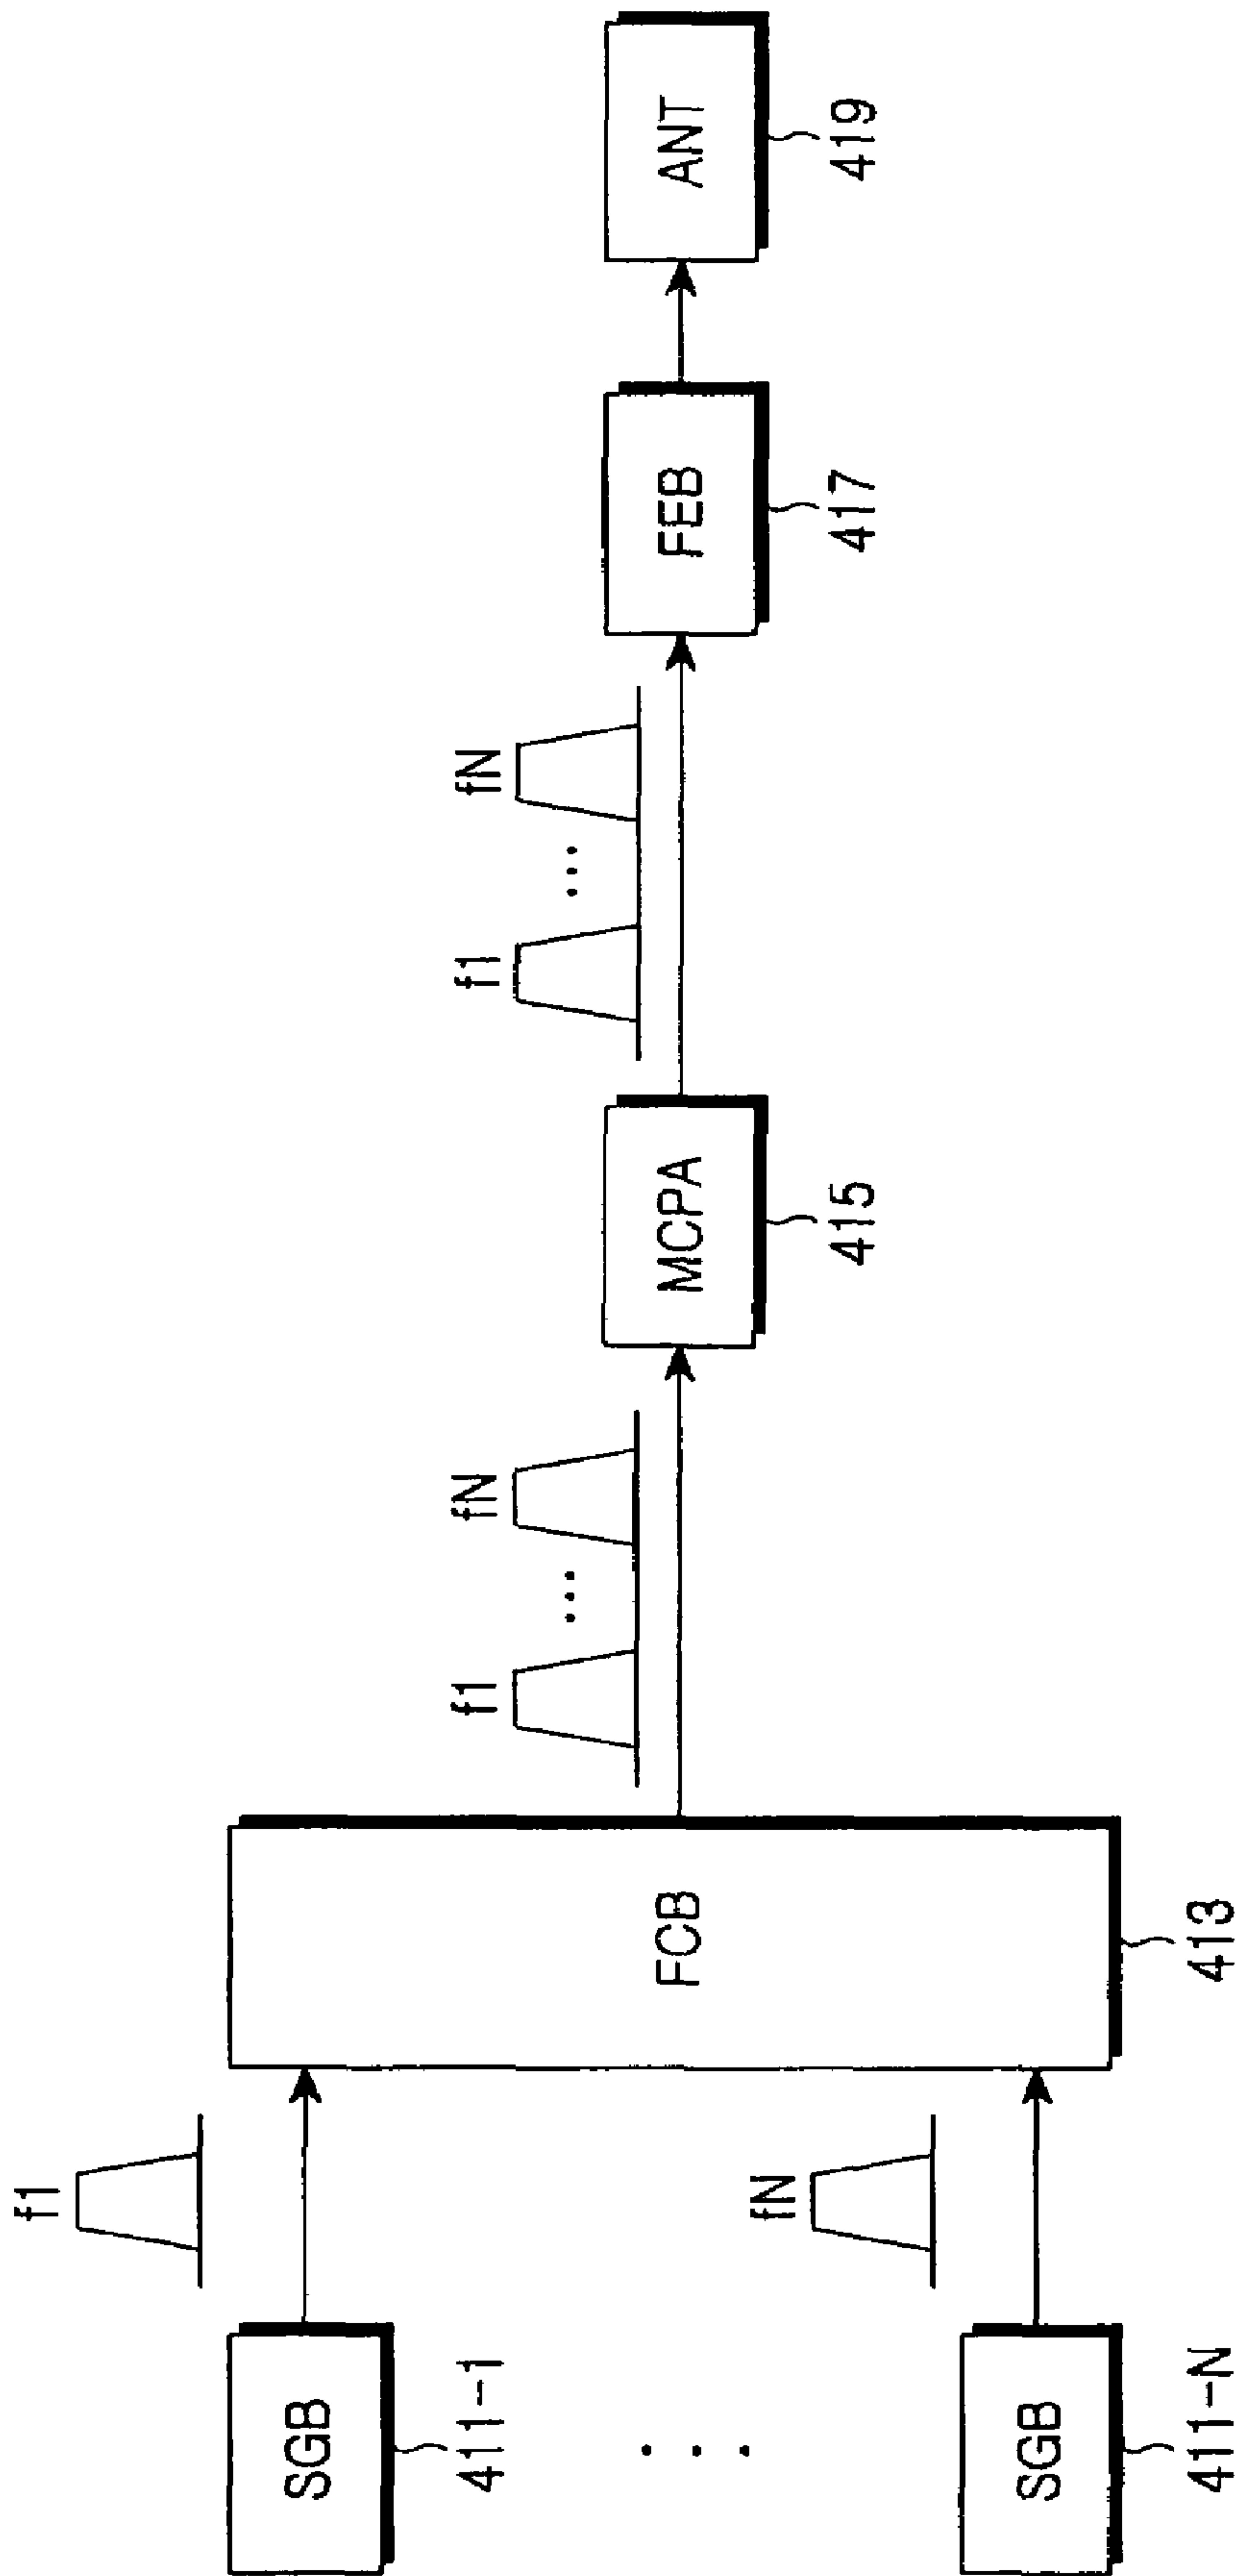 f1
SGB
411-1
. . .
fN
SGB
411-N
FCB
413
f1 ... fN
MCPA
415
f1 ... fN
FEB
417
ANT
419